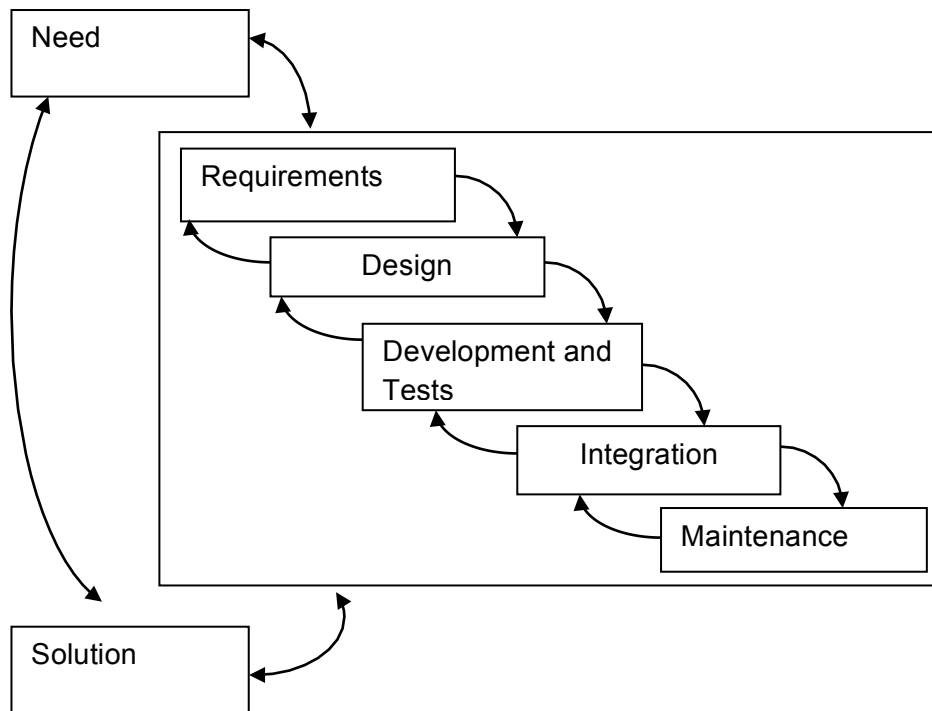 Need
Requirements
Design
Development and
Tests
Integration
Maintenance
Solution